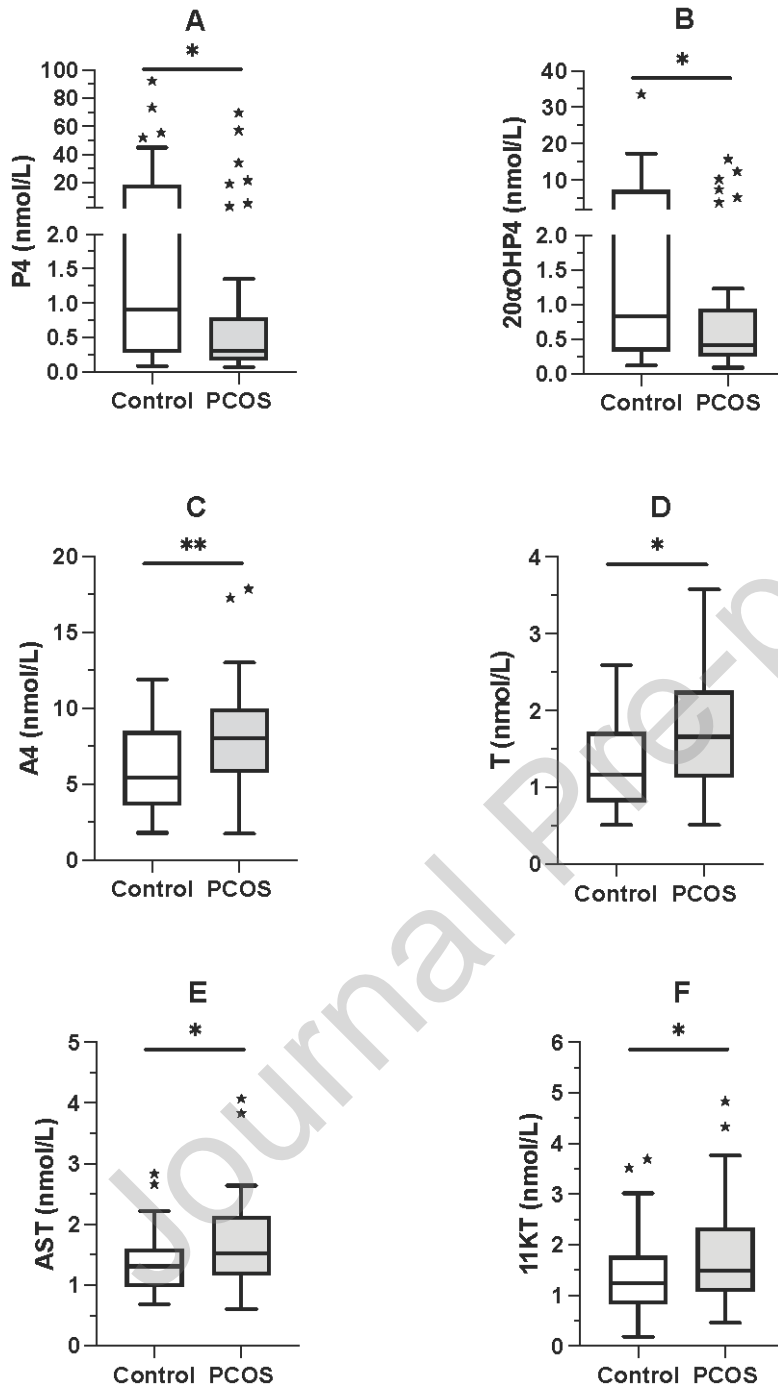 A
*
P4 (nmol/L)
100
80
60
40
20
2.0
1.5
1.0
0.5
0.0
Control PCOS
B
*
20αOHP4 (nmol/L)
40
30
20
10
2.0
1.5
1.0
0.5
0.0
Control PCOS
C
**
A4 (nmol/L)
20
15
10
5
0
Control PCOS
D
*
T (nmol/L)
4
3
2
1
0
Control PCOS
E
*
AST (nmol/L)
5
4
3
2
1
0
Control PCOS
F
*
11KT (nmol/L)
6
5
4
3
2
1
0
Control PCOS
Journal Pre-p